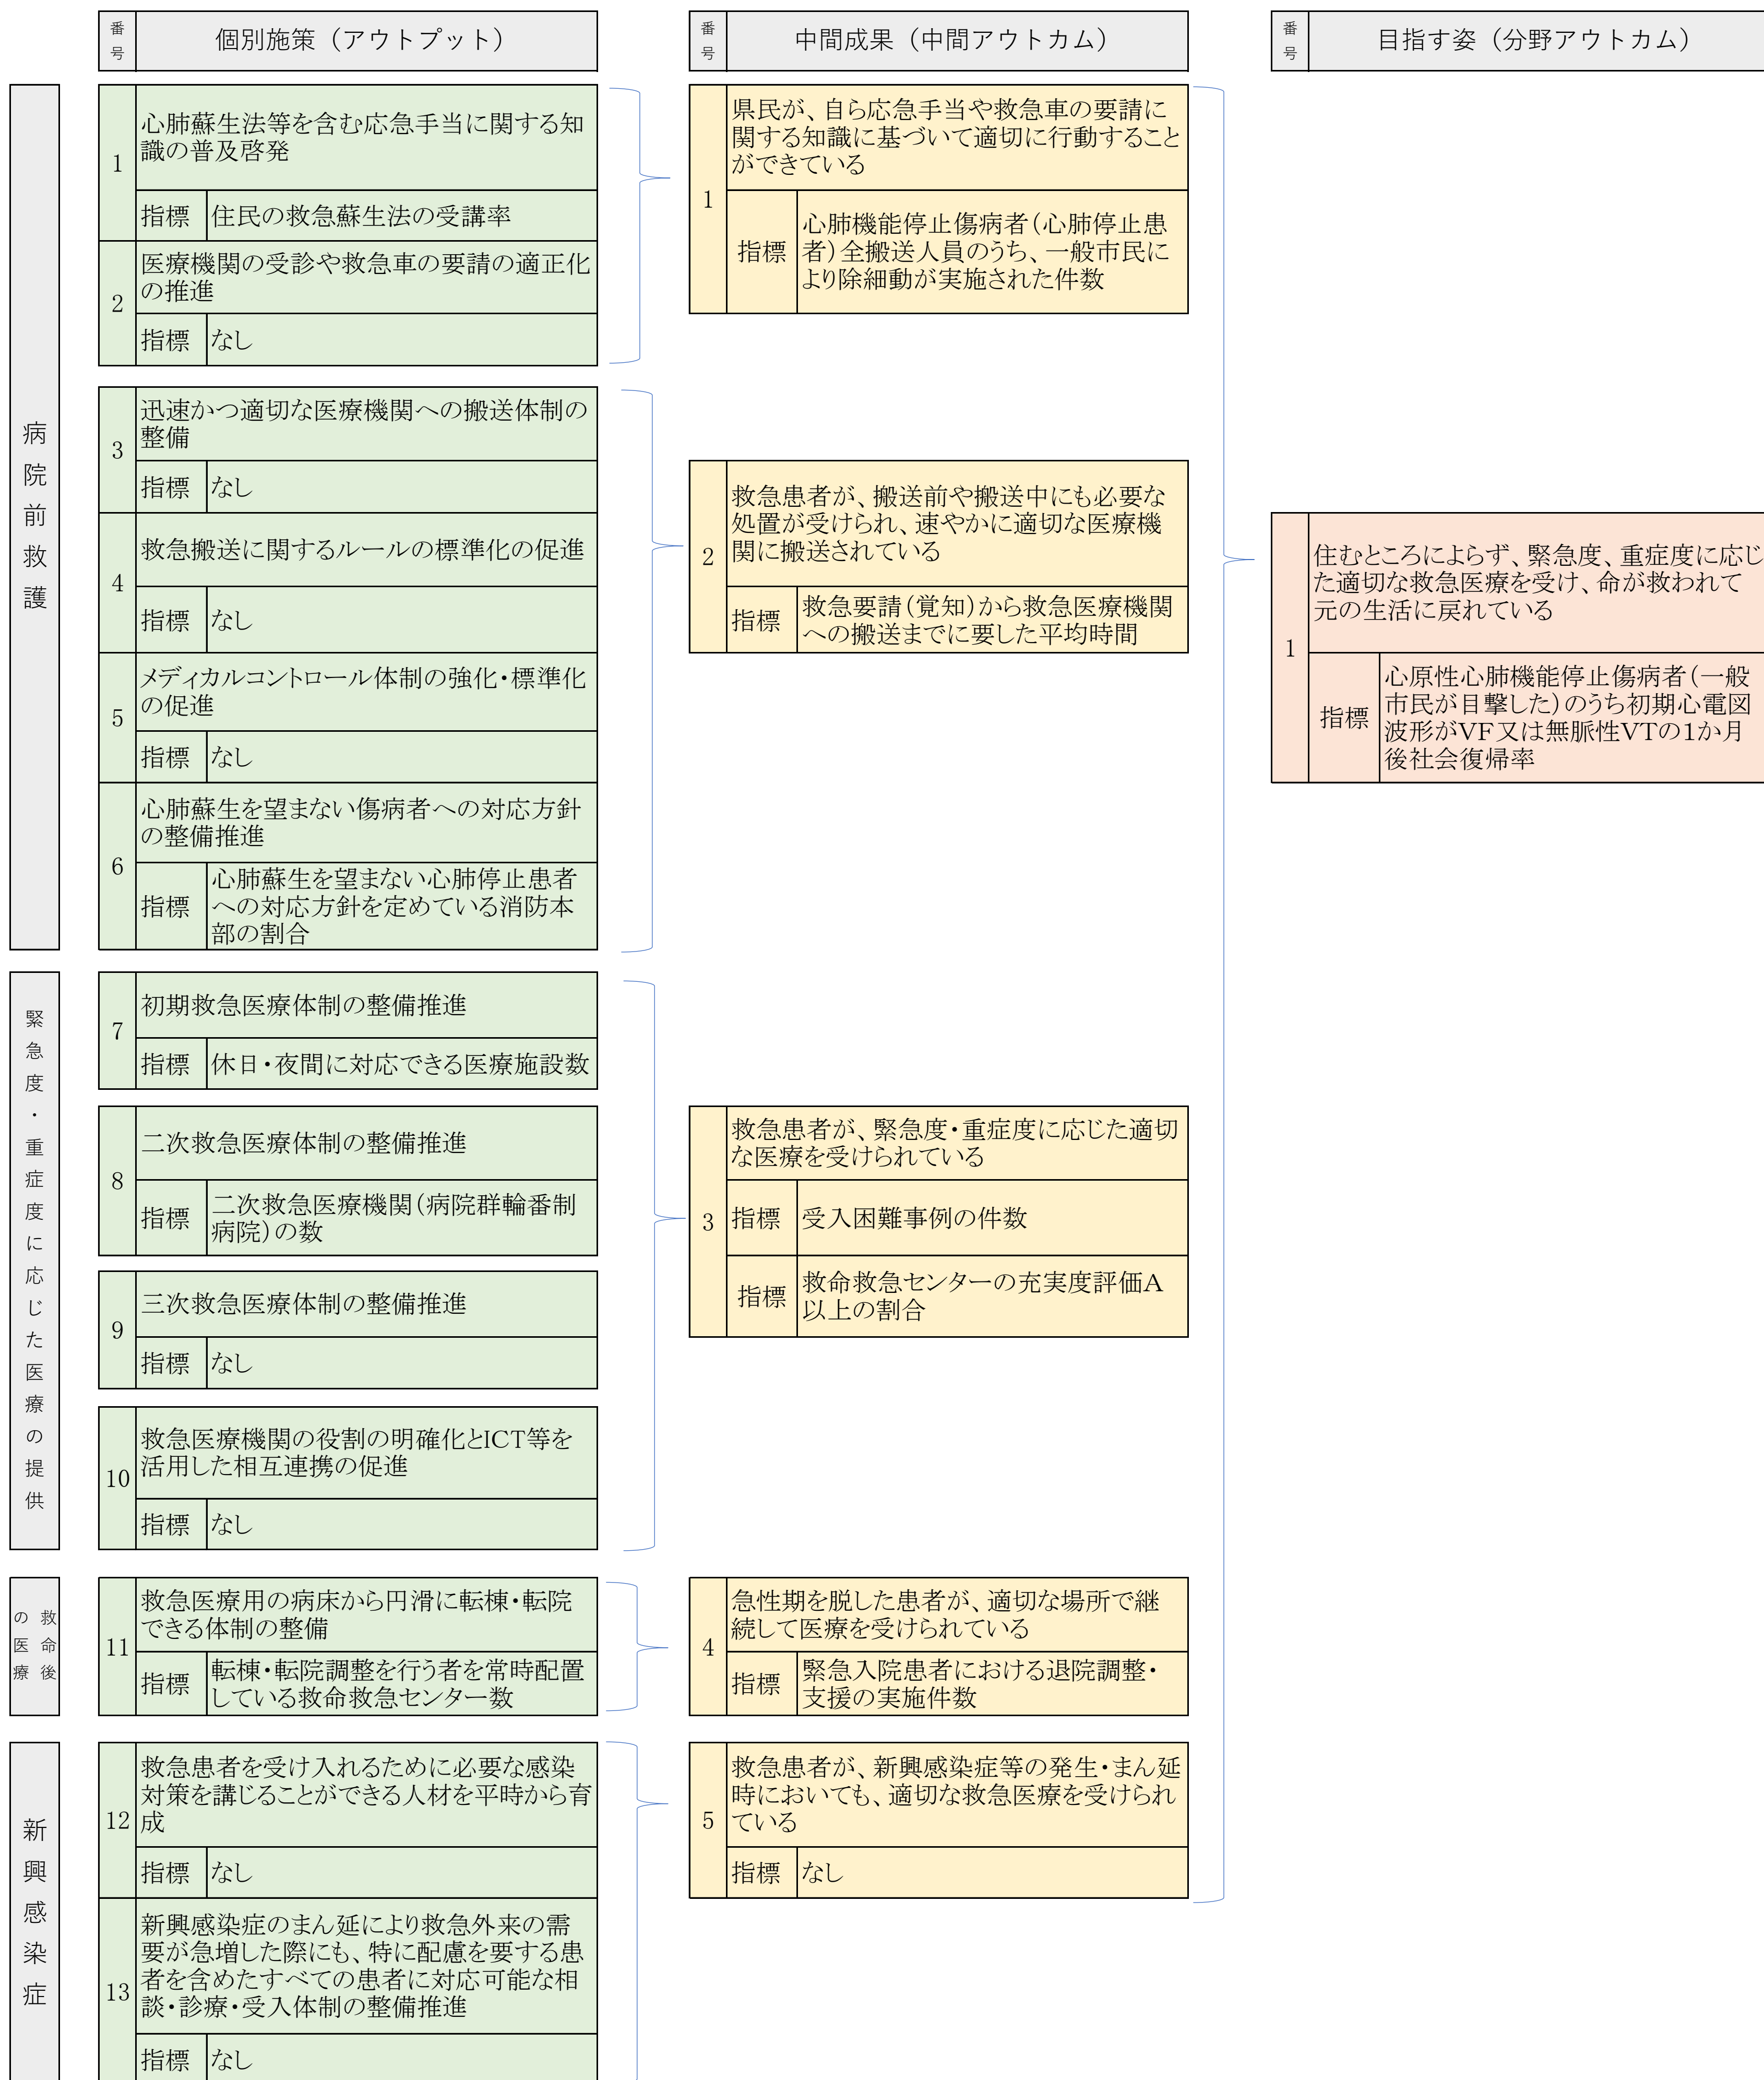 番号
個別施策（アウトプット）
番号
中間成果（中間アウトカム）
番号
目指す姿（分野アウトカム）
病院前救護
1
心肺蘇生法等を含む応急手当に関する知
識の普及啓発
指標
住民の救急蘇生法の受講率
2
医療機関の受診や救急車の要請の適正化
の推進
指標
なし
3
迅速かつ適切な医療機関への搬送体制の
整備
指標
なし
4
救急搬送に関するルールの標準化の促進
指標
なし
5
メディカルコントロール体制の強化・標準化
の促進
指標
なし
6
心肺蘇生を望まない傷病者への対応方針
の整備推進
指標
心肺蘇生を望まない心肺停止患者
への対応方針を定めている消防本
部の割合
1
県民が、自ら応急手当や救急車の要請に
関する知識に基づいて適切に行動すること
ができている
指標
心肺機能停止傷病者（心肺停止患
者）全搬送人員のうち、一般市民に
より除細動が実施された件数
2
救急患者が、搬送前や搬送中にも必要な
処置が受けられ、速やかに適切な医療機
関に搬送されている
指標
救急要請（覚知）から救急医療機関
への搬送までに要した平均時間
1
住むところによらず、緊急度、重症度に応じ
た適切な救急医療を受け、命が救われて
元の生活に戻れている
指標
心原性心肺機能停止傷病者（一般
市民が目撃した）のうち初期心電図
波形がVF又は無脈性VTの1か月
後社会復帰率
緊急度・重症度に応じた医療の提供
7
初期救急医療体制の整備推進
指標
休日・夜間に対応できる医療施設数
8
二次救急医療体制の整備推進
指標
二次救急医療機関（病院群輪番制
病院）の数
9
三次救急医療体制の整備推進
指標
なし
10
救急医療機関の役割の明確化とICT等を
活用した相互連携の促進
指標
なし
3
救急患者が、緊急度・重症度に応じた適切
な医療を受けられている
指標
受入困難事例の件数
指標
救命救急センターの充実度評価A
以上の割合
救命後
の医療
11
救急医療用の病床から円滑に転棟・転院
できる体制の整備
指標
転棟・転院調整を行う者を常時配置
している救命救急センター数
4
急性期を脱した患者が、適切な場所で継
続して医療を受けられている
指標
緊急入院患者における退院調整・
支援の実施件数
新興感染症
12
救急患者を受け入れるために必要な感染
対策を講じることができる人材を平時から育
成
指標
なし
13
新興感染症のまん延により救急外来の需
要が急増した際にも、特に配慮を要する患
者を含めたすべての患者に対応可能な相
談・診療・受入体制の整備推進
指標
なし
5
救急患者が、新興感染症等の発生・まん延
時においても、適切な救急医療を受けられ
ている
指標
なし